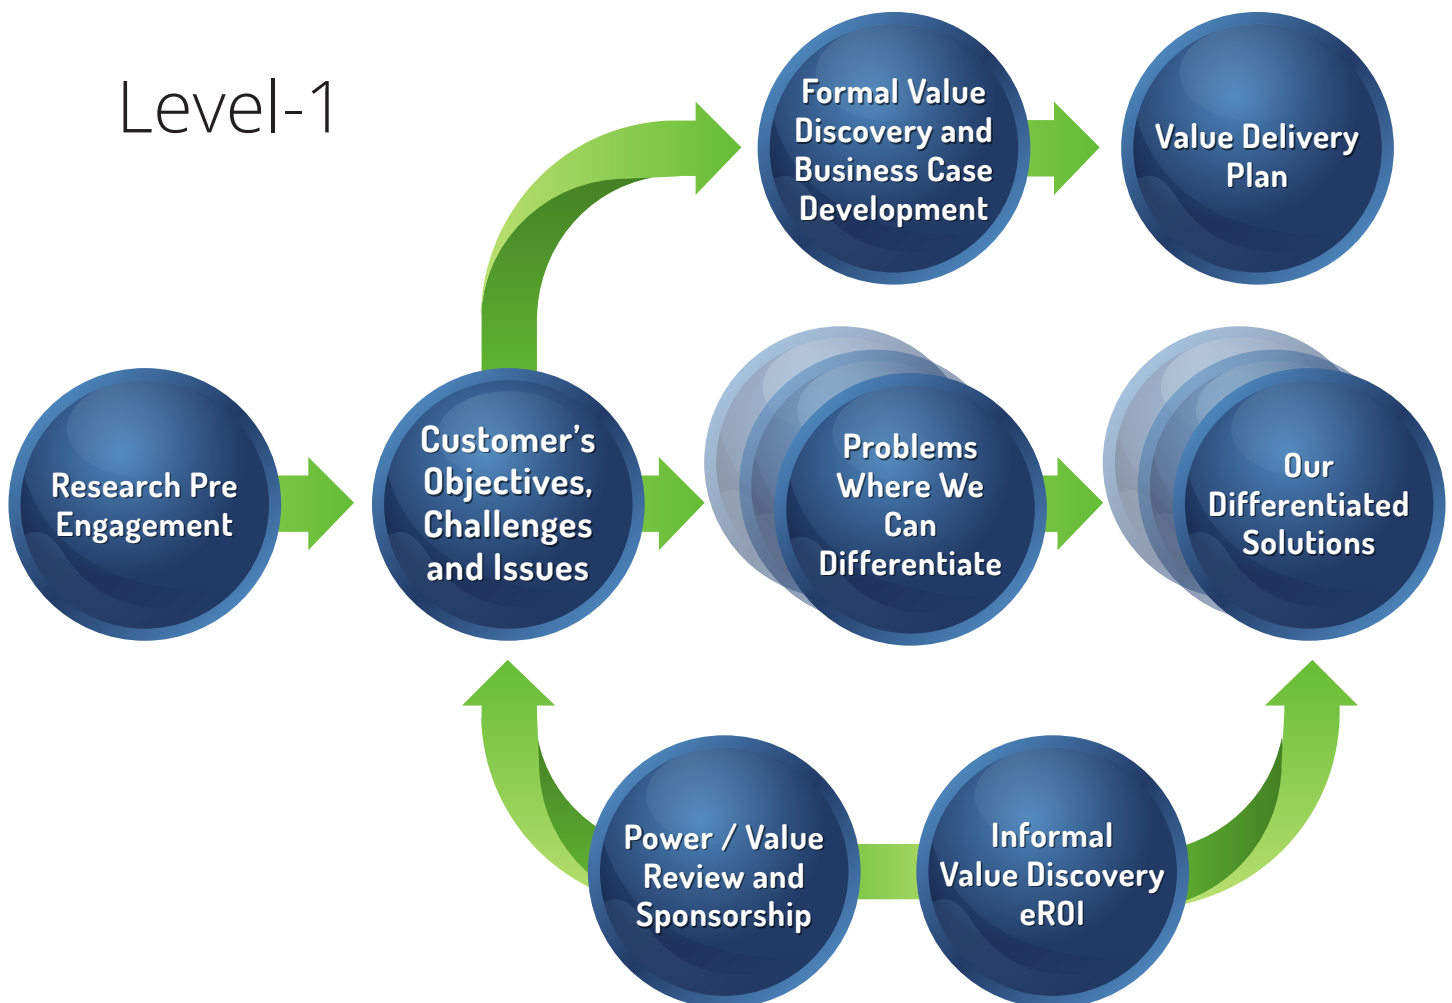 Level-1
Formal Value
Discovery and
Business Case
Development
Value Delivery
Plan
Research Pre
Engagement
Customer's
Objectives,
Challenges
and Issues
Problems
Where We
Can
Differentiate
Our
Differentiated
Solutions
Power / Value
Review and
Sponsorship
Informal
Value Discovery
eROI